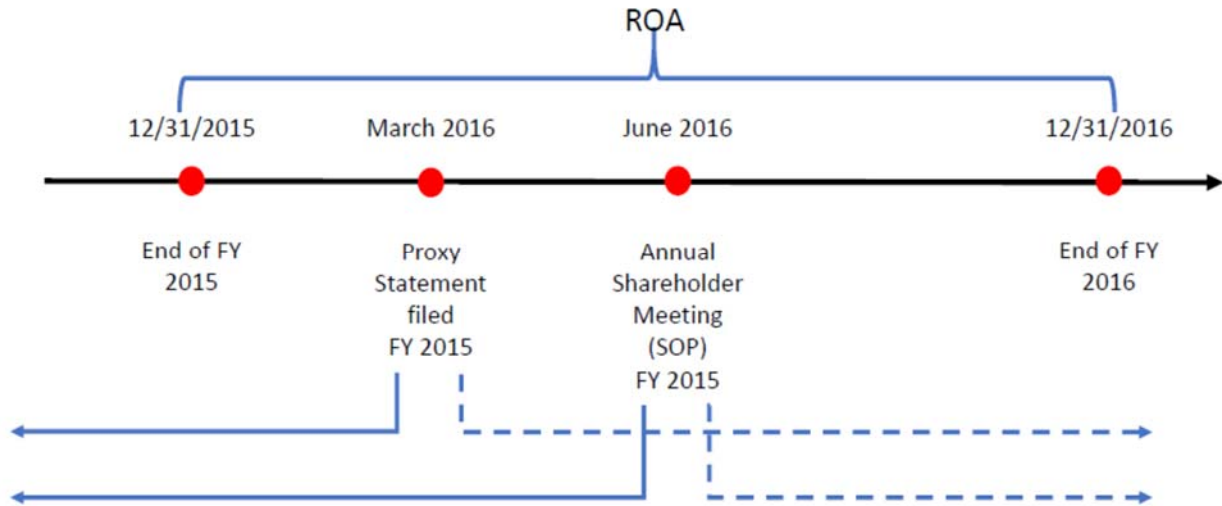 ROA
12/31/2015
March 2016
June 2016
12/31/2016
End of FY
2015
Proxy
Statement
filed
FY 2015
Annual
Shareholder
Meeting
(SOP)
FY 2015
End of FY
2016